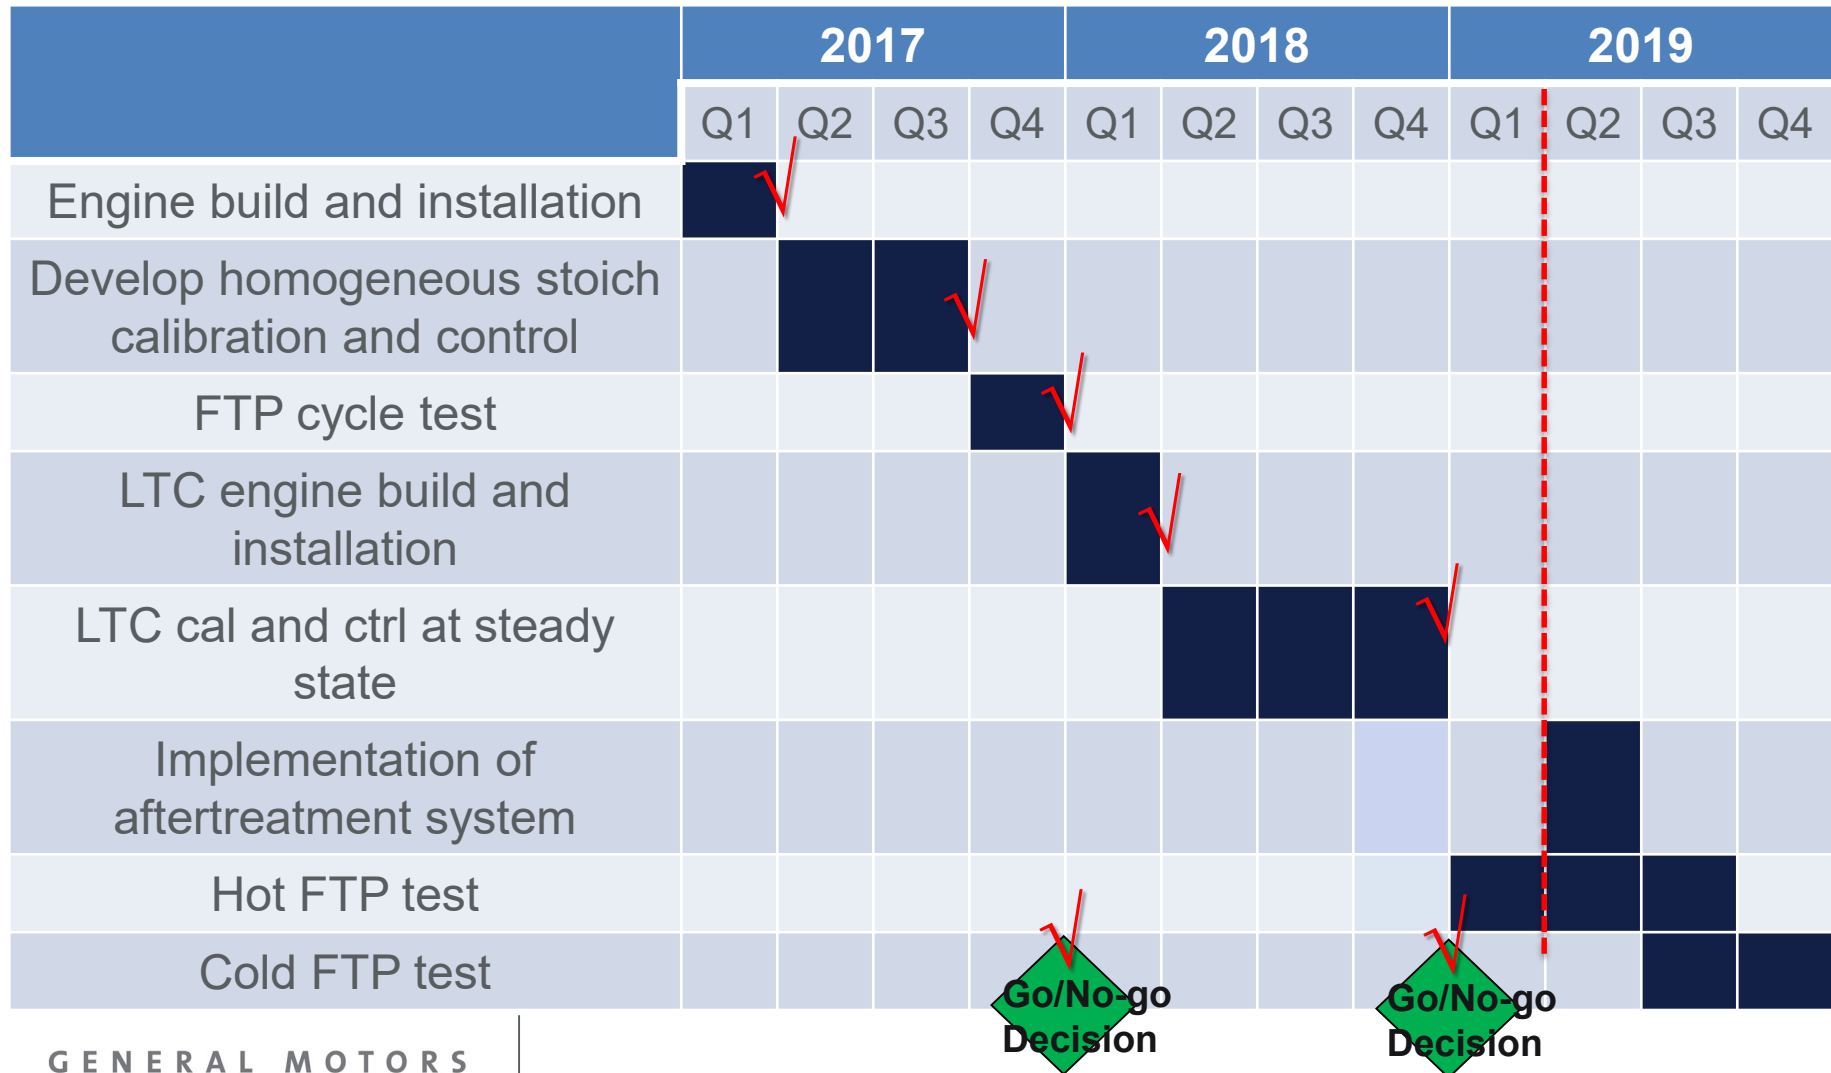 2017 2018 2019
Q1 Q2 Q3 Q4 Q1 Q2 Q3 Q4 Q1 Q2 Q3 Q4
Engine build and installation
Develop homogeneous stoich
calibration and control
FTP cycle test
LTC engine build and
installation
LTC cal and ctrl at steady
state
Implementation of
aftertreatment system
Hot FTP test
Cold FTP test
Go/No-go
Decision
Go/No-go
Decision
GENERAL MOTORS